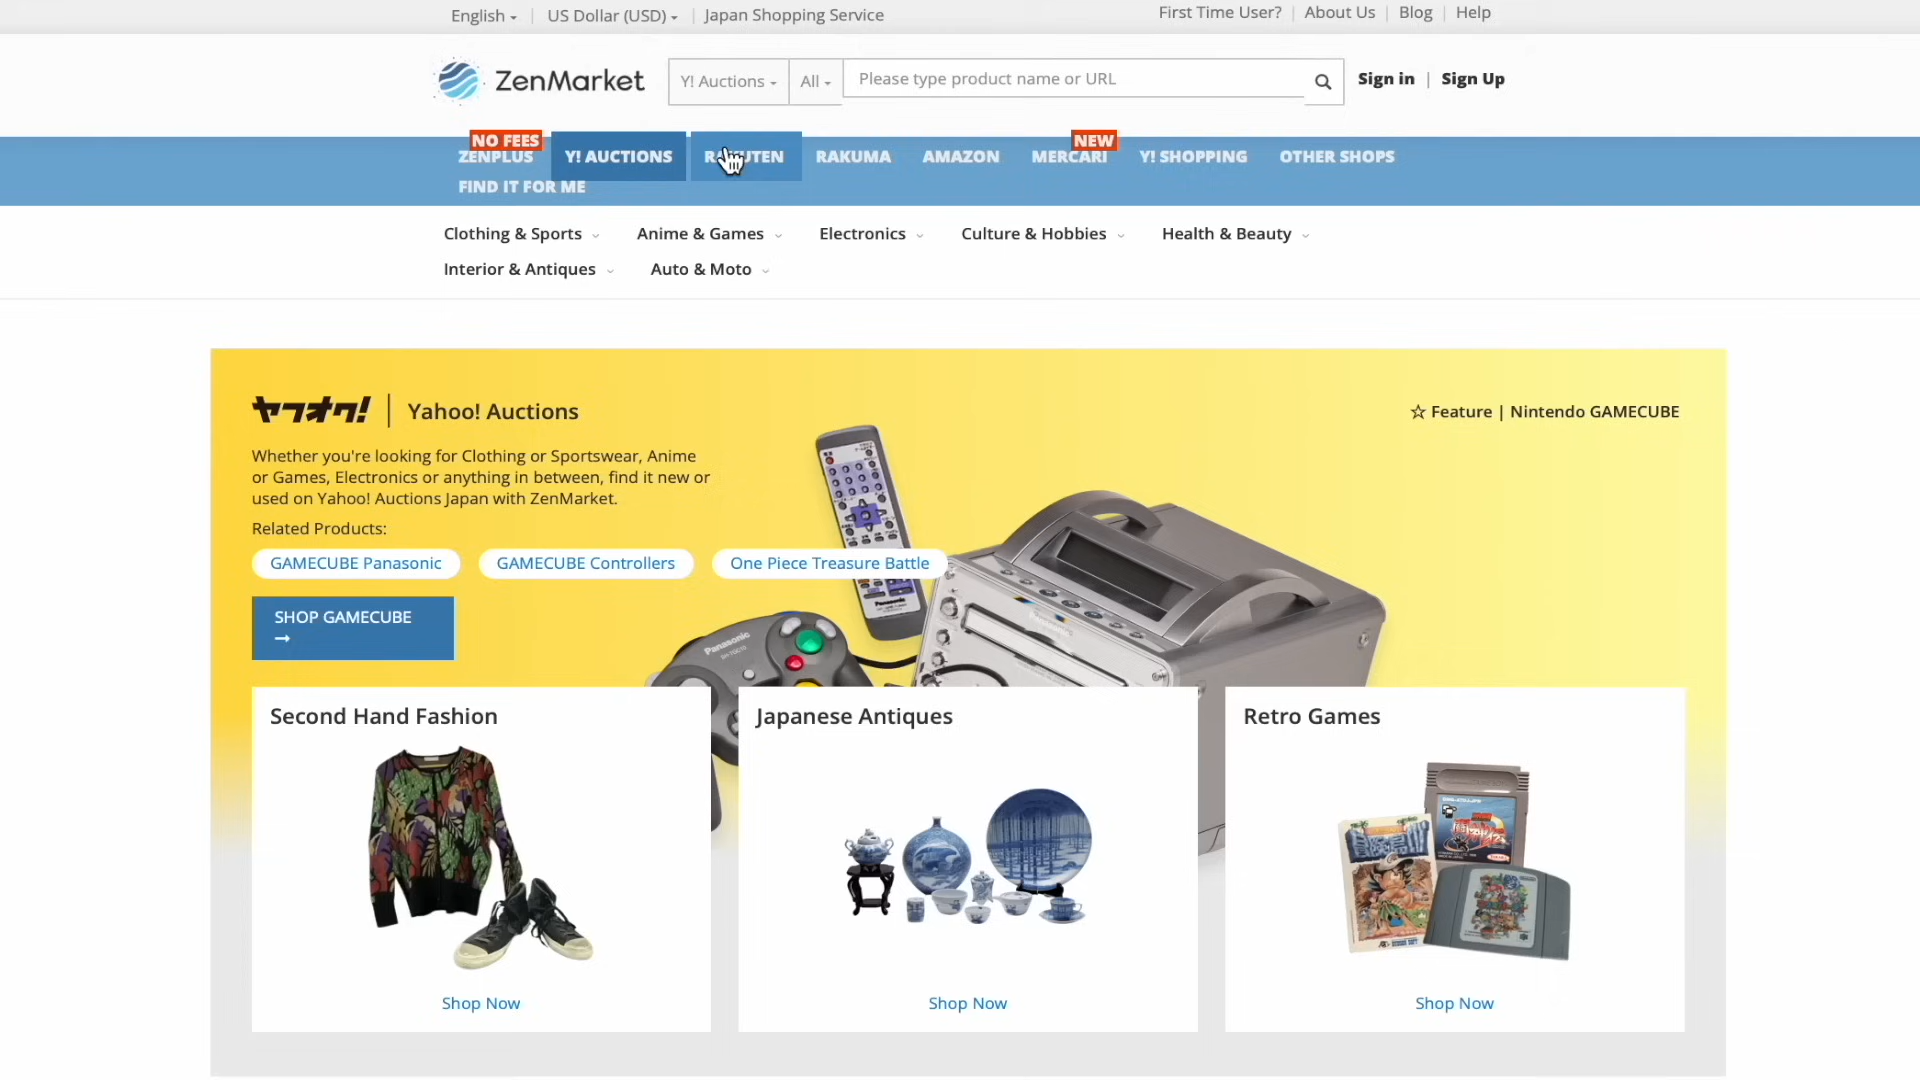 English
US Dollar (USD)
Japan Shopping Service
First Time User?
About Us
Blog
Help
ZenMarket
Y! Auctions
All
Please type product name or URL
Sign in
Sign Up
NO FEES
NEW
ZENPLUS
Y! AUCTIONS
RAKUMA
AMAZON
MERCARI
Y! SHOPPING
OTHER SHOPS
FIND IT FOR ME
Clothing & Sports
Anime & Games
Electronics
Culture & Hobbies
Health & Beauty
Interior & Antiques
Auto & Moto
ヤフオク!
Yahoo! Auctions
☆ Feature | Nintendo GAMECUBE
Whether you're looking for Clothing or Sportswear, Anime
or Games, Electronics or anything in between, find it new or
used on Yahoo! Auctions Japan with ZenMarket.
Related Products:
GAMECUBE Panasonic
GAMECUBE Controllers
One Piece Treasure Battle
SHOP GAMECUBE
→
Panasonic
Panasonic
Second Hand Fashion
Japanese Antiques
Retro Games
Shop Now
Shop Now
Shop Now